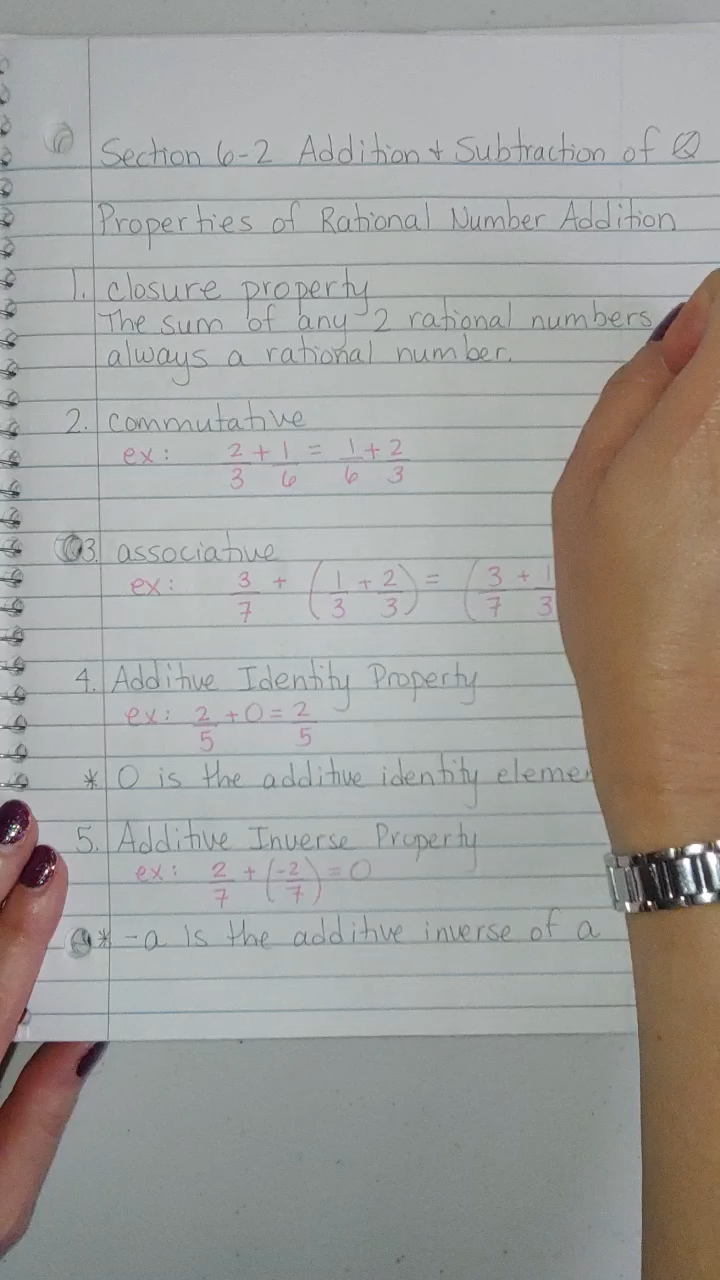 Section 6-2 Addition + Subtraction of Q
Properties of Rational Number Addition
1. closure property
The sum of any 2 rational numbers
always a rational number.
2. commutative
ex: 2/3 + 1/6 = 1/6 + 2/3
3. associative
ex: 3/7 + (1/3 + 2/3) = (3/7 + 1/3
4. Additive Identity Property
ex: 2/5 + 0 = 2/5
* 0 is the additive identity elemen
5. Additive Inverse Property
ex: 2/7 + (-2/7) = 0
* -a is the additive inverse of a